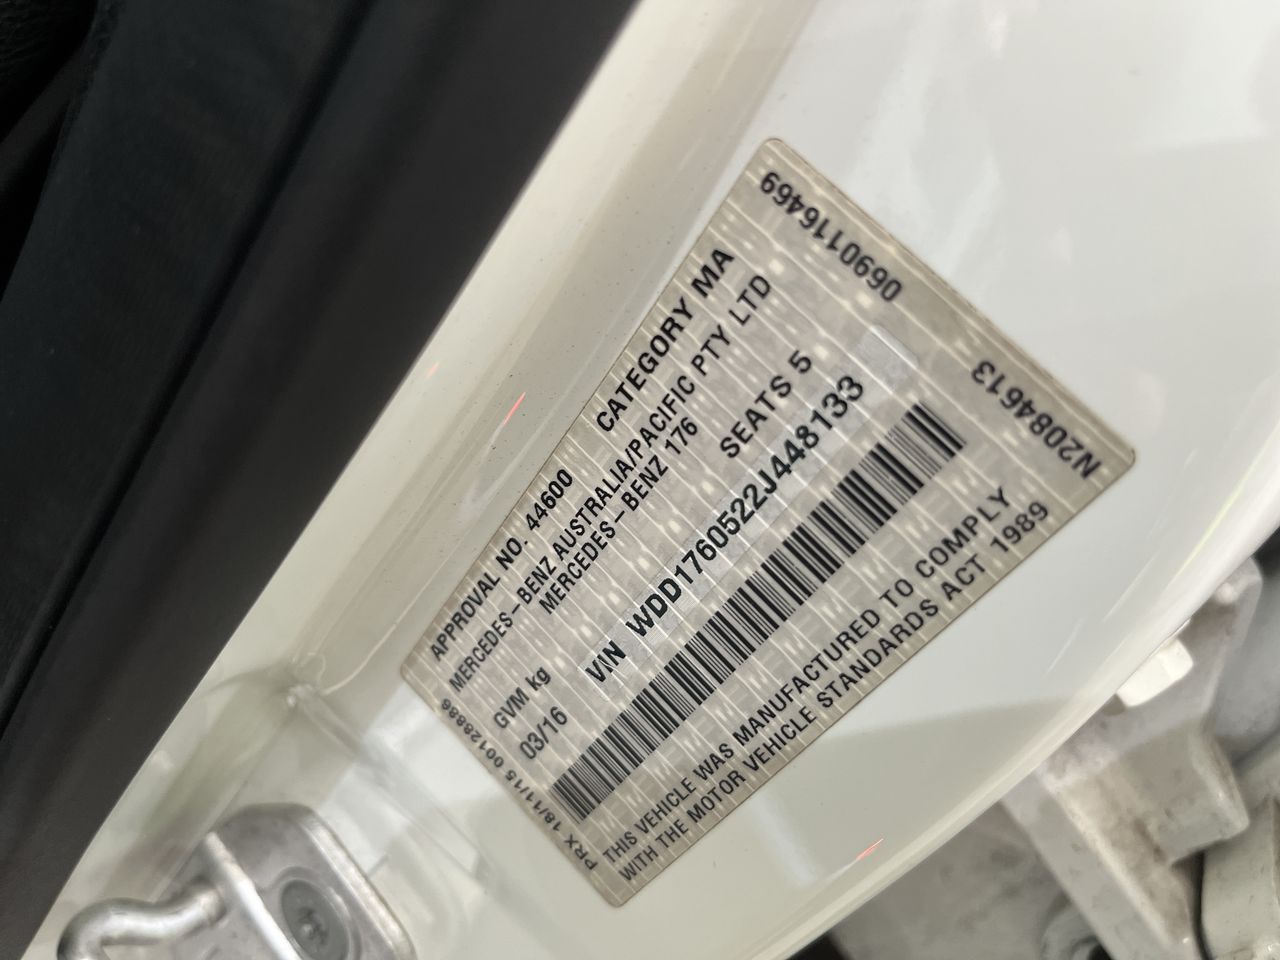 APPROVAL NO. 44600 CATEGORY MA
MERCEDES-BENZ AUSTRALIA/PACIFIC PTY LTD
MERCEDES-BENZ 176
GVM kg SEATS 5
03/16
VIN WDD1760522J448133
THIS VEHICLE WAS MANUFACTURED TO COMPLY
WITH THE MOTOR VEHICLE STANDARDS ACT 1989
PRX 18/11/15 00128886
0690116469
N2084613